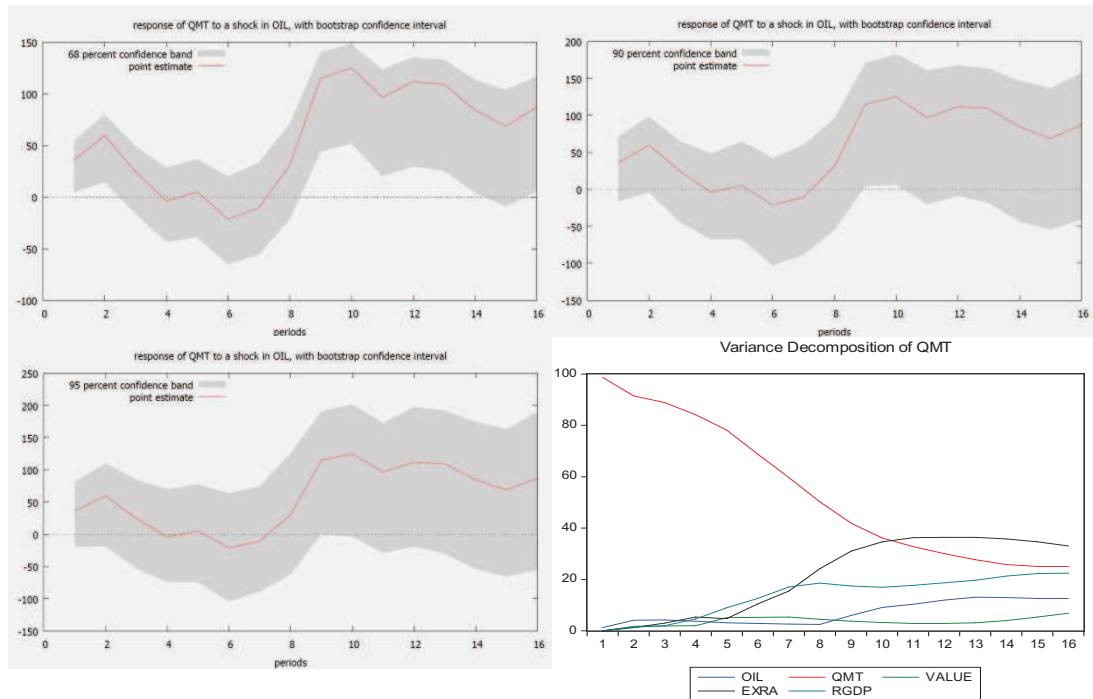 response of QMT to a shock in OIL, with bootstrap confidence interval
150
68 percent confidence band
point estimate
100
50
0
-50
-100
0 2 4 6 8 10 12 14 16
periods
response of QMT to a shock in OIL, with bootstrap confidence interval
200
90 percent confidence band
point estimate
150
100
50
0
-50
-100
-150
0 2 4 6 8 10 12 14 16
periods
response of QMT to a shock in OIL, with bootstrap confidence interval
250
95 percent confidence band
point estimate
200
150
100
50
0
-50
-100
-150
0 2 4 6 8 10 12 14 16
periods
Variance Decomposition of QMT
100
80
60
40
20
0
1 2 3 4 5 6 7 8 9 10 11 12 13 14 15 16
OIL QMT VALUE
EXRA RGDP